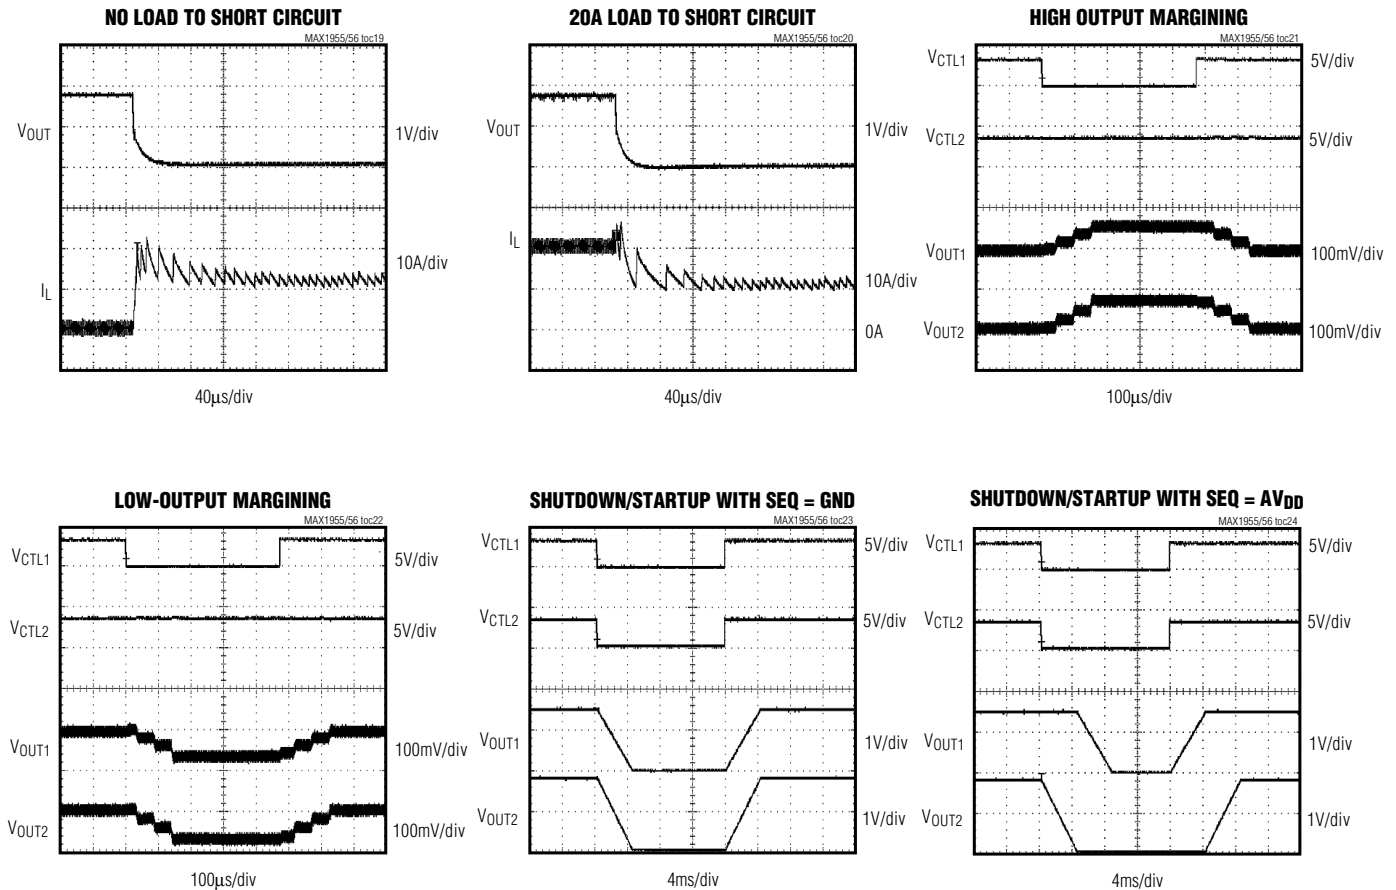 NO LOAD TO SHORT CIRCUIT
MAX1955/56 toc19
VOUT
1V/div
IL
10A/div
40μs/div
20A LOAD TO SHORT CIRCUIT
MAX1955/56 toc20
VOUT
1V/div
IL
10A/div
0A
40μs/div
HIGH OUTPUT MARGINING
MAX1955/56 toc21
VCTL1
5V/div
VCTL2
5V/div
VOUT1
100mV/div
VOUT2
100mV/div
100μs/div
LOW-OUTPUT MARGINING
MAX1955/56 toc22
VCTL1
5V/div
VCTL2
5V/div
VOUT1
100mV/div
VOUT2
100mV/div
100μs/div
SHUTDOWN/STARTUP WITH SEQ = GND
MAX1955/56 toc23
VCTL1
5V/div
VCTL2
5V/div
VOUT1
1V/div
VOUT2
1V/div
4ms/div
SHUTDOWN/STARTUP WITH SEQ = AVDD
MAX1955/56 toc24
VCTL1
5V/div
VCTL2
5V/div
VOUT1
1V/div
VOUT2
1V/div
4ms/div